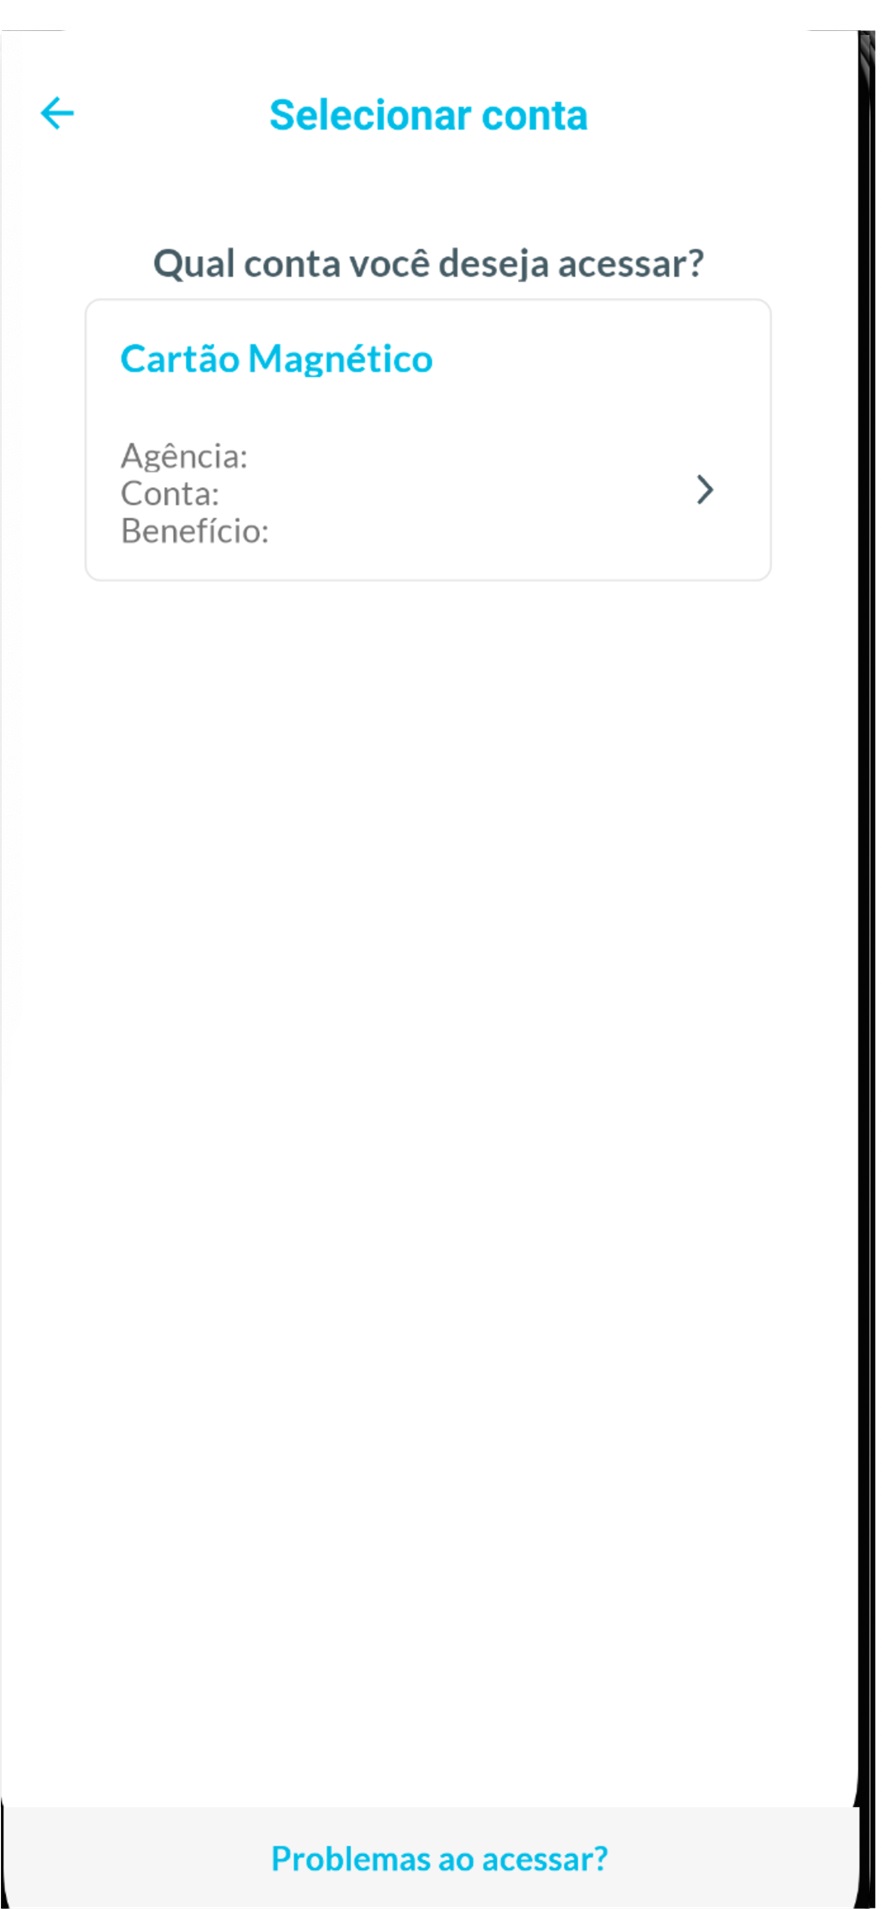 Selecionar conta
Qual conta você deseja acessar?
Cartão Magnético
Agência:
Conta:
Benefício:
Problemas ao acessar?